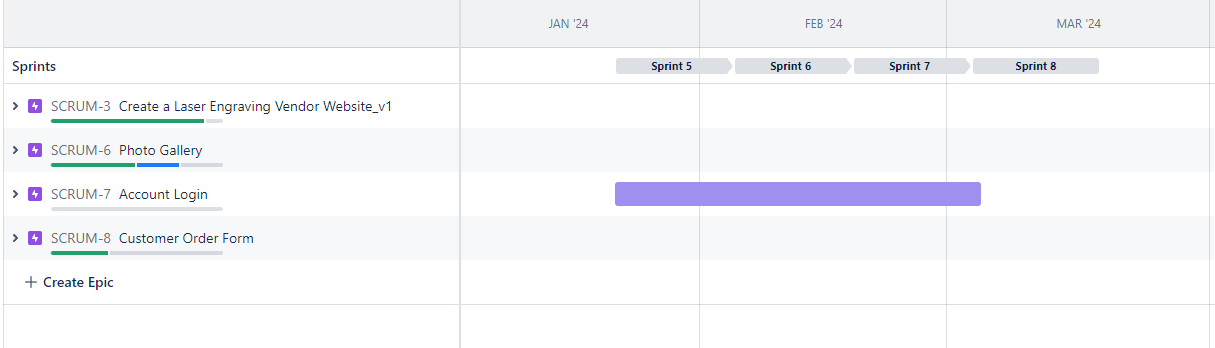 JAN '24 FEB '24 MAR '24
Sprints Sprint 5 Sprint 6 Sprint 7 Sprint 8
SCRUM-3 Create a Laser Engraving Vendor Website_v1
SCRUM-6 Photo Gallery
SCRUM-7 Account Login
SCRUM-8 Customer Order Form
+ Create Epic